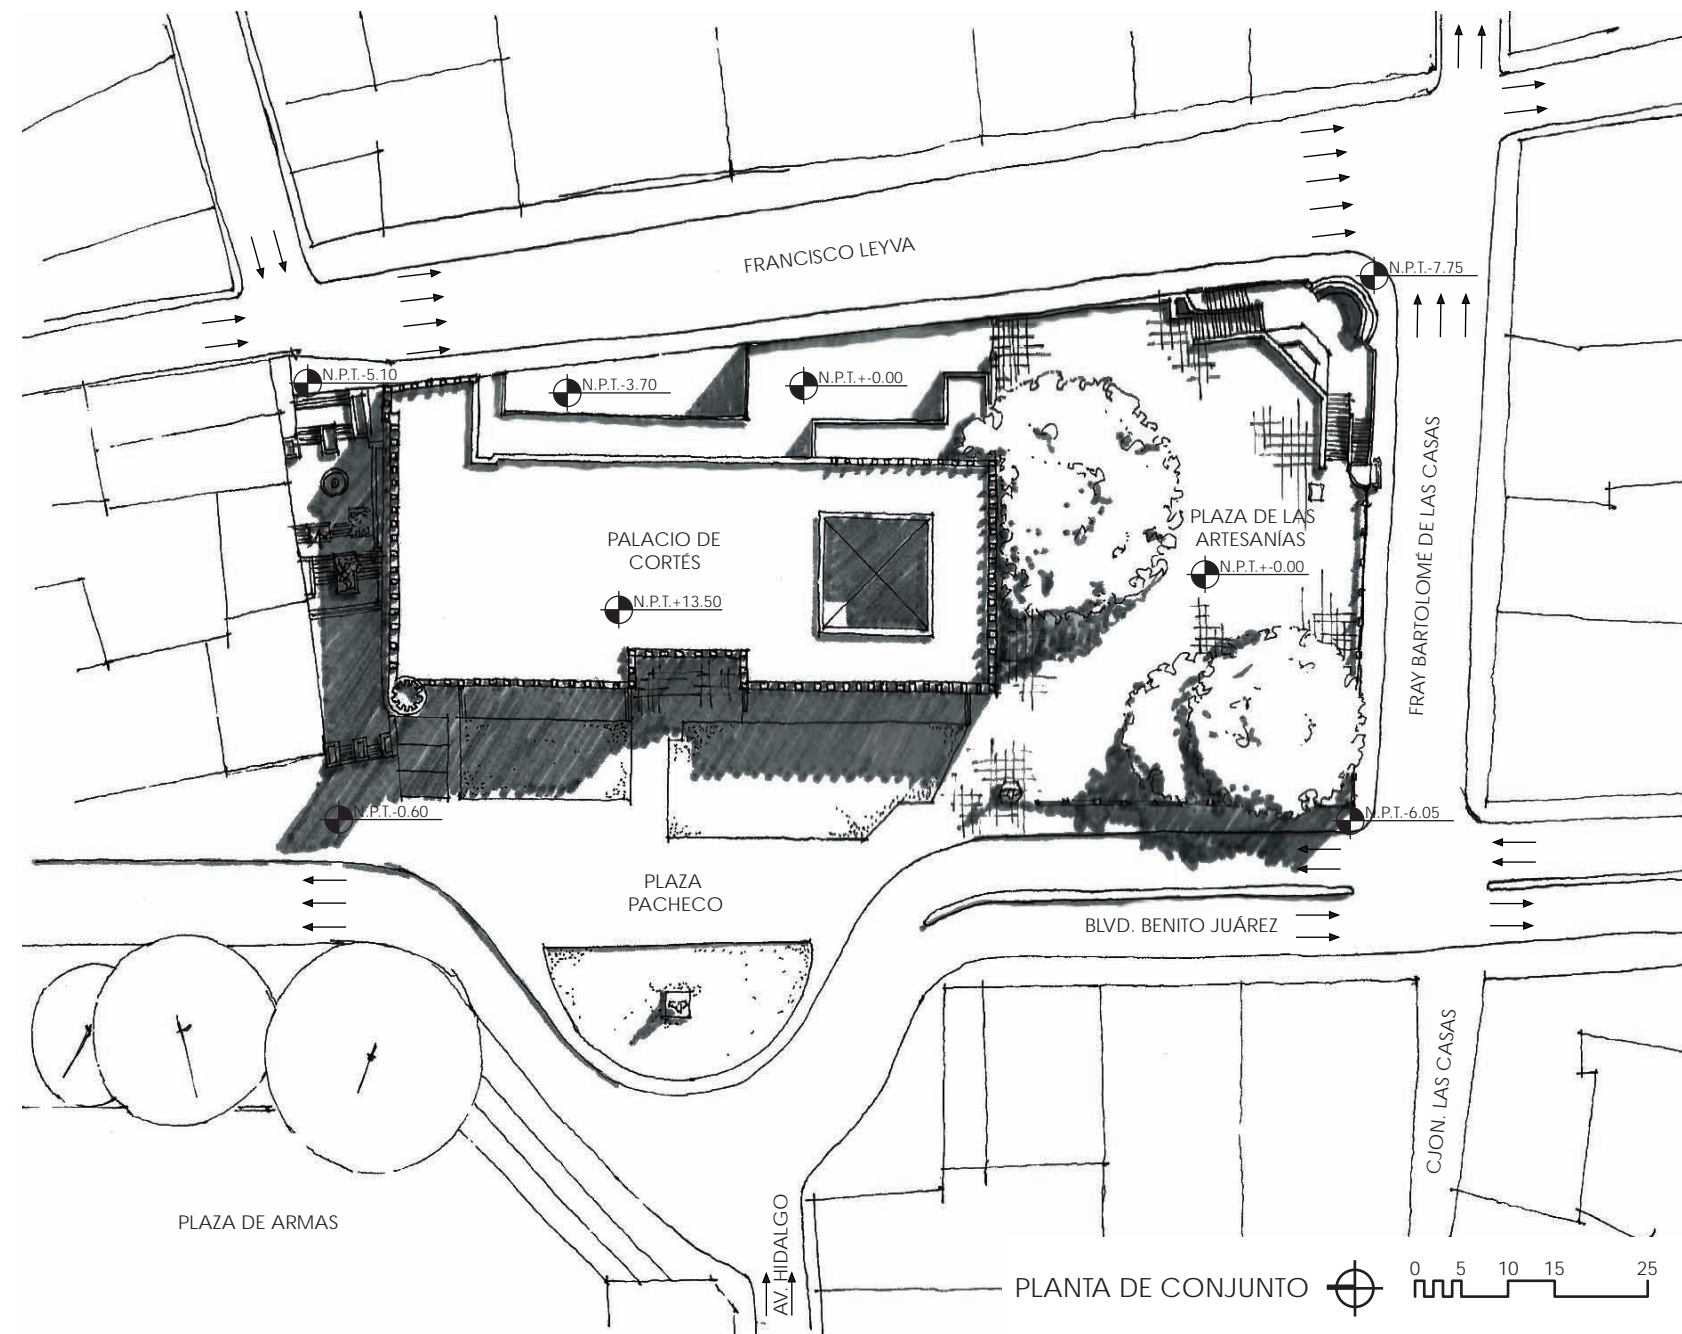 FRANCISCO LEYVA
N.P.T.-7.75
N.P.T.-5.10
N.P.T.-3.70
N.P.T.+-0.00
PALACIO DE
CORTÉS
N.P.T.+13.50
PLAZA DE LAS
ARTESANÍAS
N.P.T.+-0.00
FRAY BARTOLOMÉ DE LAS CASAS
N.P.T.-0.60
N.P.T.-6.05
PLAZA
PACHECO
BLVD. BENITO JUÁREZ
CJON. LAS CASAS
PLAZA DE ARMAS
AV. HIDALGO
PLANTA DE CONJUNTO
0 5 10 15 25